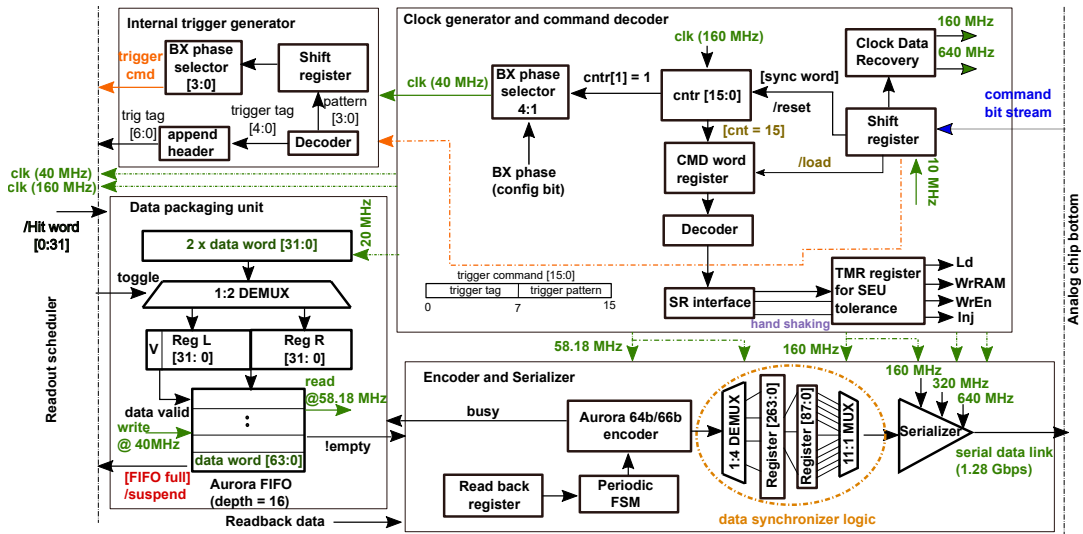 Internal trigger generator
trigger
cmd
BX phase
selector
[3:0]
Shift
register
pattern
[3:0]
trigger tag
[4:0]
trig tag
[6:0]
append
header
Decoder
clk (40 MHz)
clk (160 MHz)
Clock generator and command decoder
clk (160 MHz)
clk (40 MHz)
BX phase
selector
4:1
cntr[1] = 1
cntr [15:0]
[sync word]
/reset
Clock Data
Recovery
160 MHz
640 MHz
command
bit stream
Shift
register
10 MHz
[cnt = 15]
BX phase
(config bit)
CMD word
register
/load
Decoder
trigger command [15:0]
trigger tag
trigger pattern
0
7
15
SR interface
hand shaking
TMR register
for SEU
tolerance
Ld
WrRAM
WrEn
Inj
Analog chip bottom
/Hit word
[0:31]
Readout scheduler
Data packaging unit
20 MHz
2 x data word [31:0]
toggle
1:2 DEMUX
V
Reg L
[31: 0]
Reg R
[31: 0]
read
@58.18 MHz
data valid
write
@ 40MHz
:
data word [63:0]
!empty
[FIFO full]
/suspend
Aurora FIFO
(depth = 16)
Readback data
58.18 MHz
160 MHz
Encoder and Serializer
busy
Aurora 64b/66b
encoder
Read back
register
Periodic
FSM
1:4 DEMUX
Register [263:0]
Register [87:0]
11:1 MUX
data synchronizer logic
160 MHz
320 MHz
640 MHz
Serializer
serial data link
(1.28 Gbps)